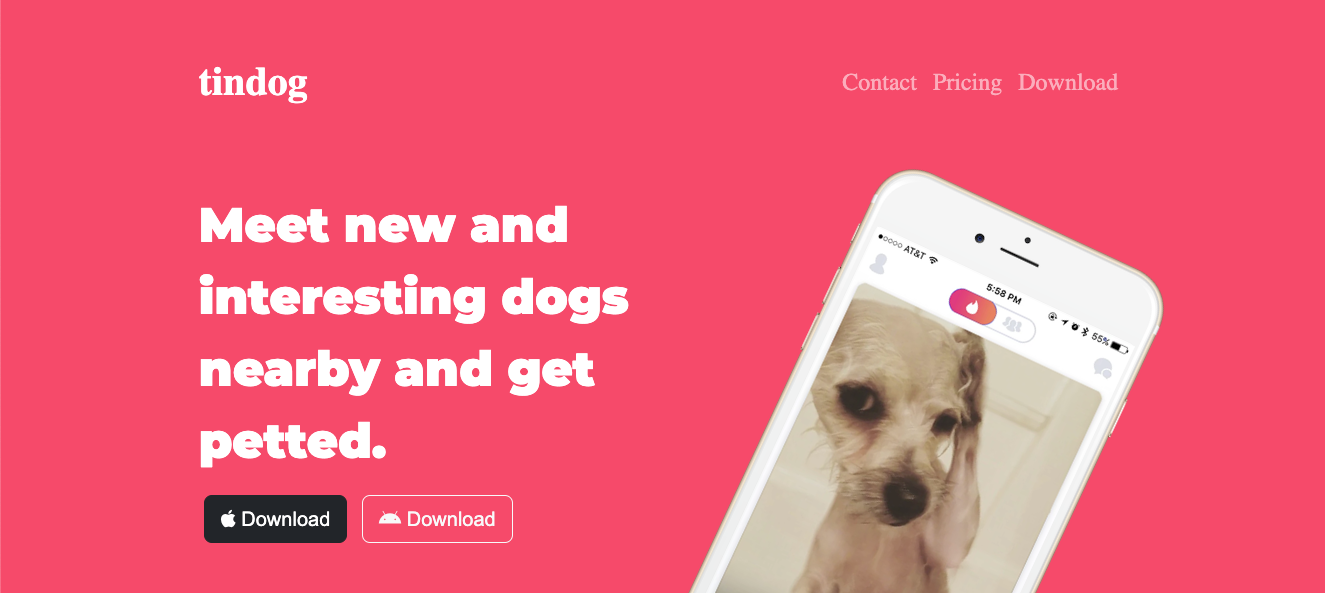 tindog
Contact Pricing Download
Meet new and
interesting dogs
nearby and get
petted.
Download Download
AT&T
5:58 PM
55%